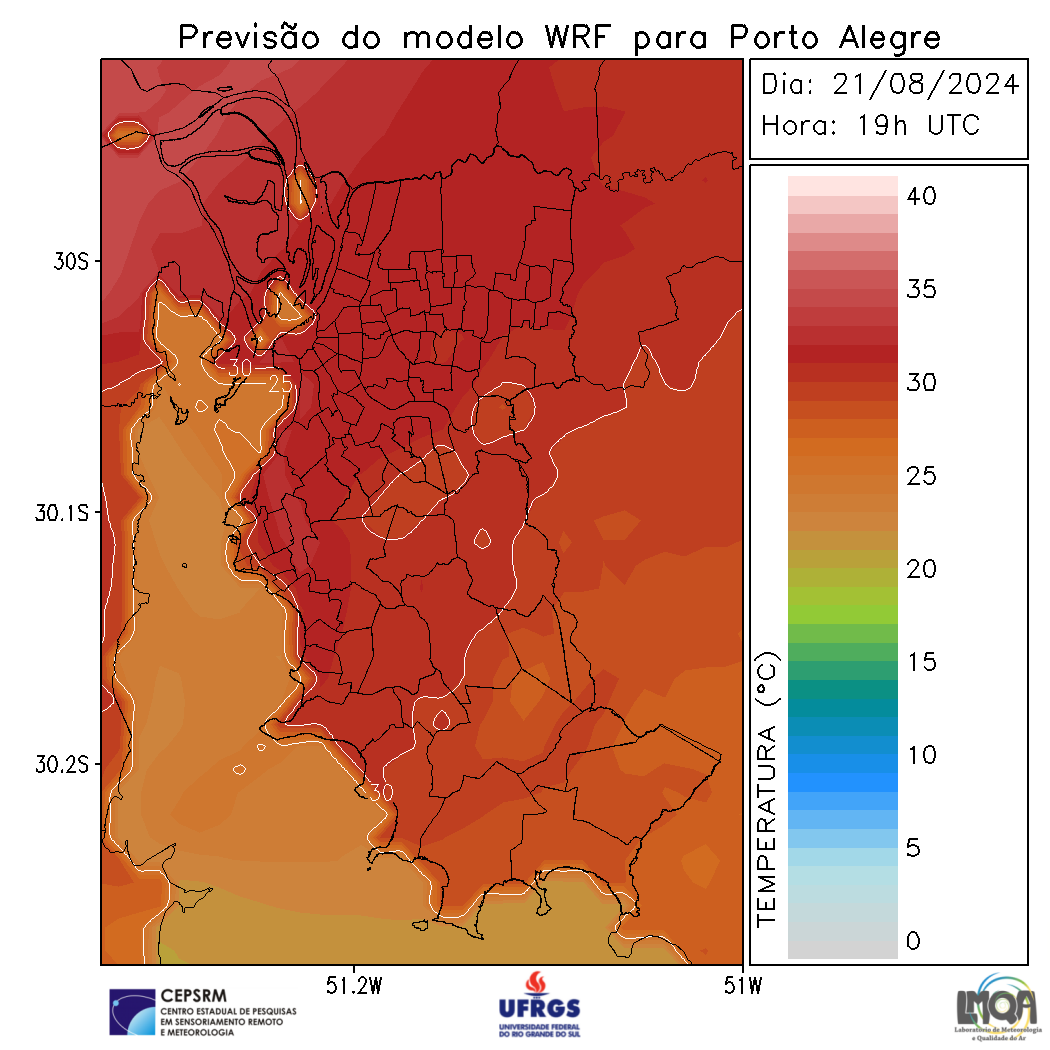 Previsão do modelo WRF para Porto Alegre
Dia: 21/08/2024
Hora: 19h UTC
40
35
30
25
20
15
10
5
0
TEMPERATURA (°C)
30S
30.1S
30.2S
51.2W
51W
30
25
30
CEPSRM
CENTRO ESTADUAL DE PESQUISAS
EM SENSORIAMENTO REMOTO
E METEOROLOGIA
UFRGS
UNIVERSIDADE FEDERAL
DO RIO GRANDE DO SUL
LMQA
Laboratório de Meteorologia
e Qualidade do Ar